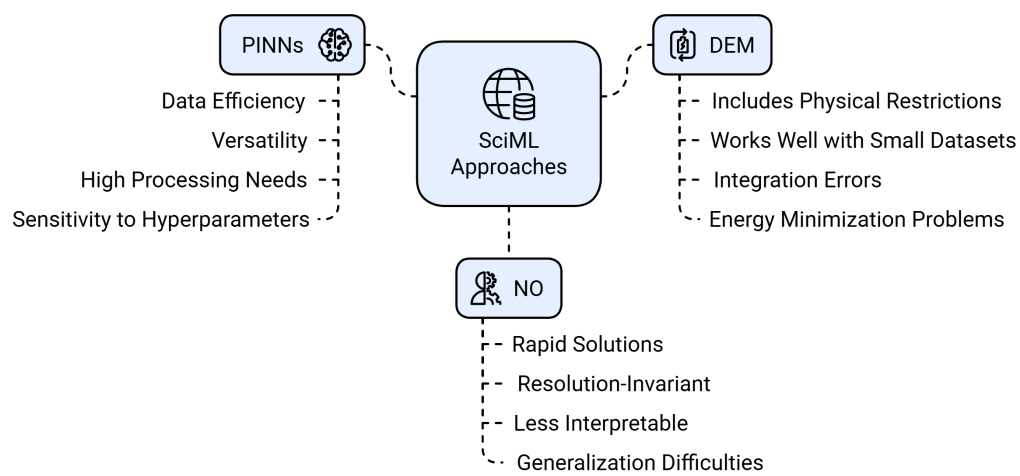 PINNs
Data Efficiency
Versatility
High Processing Needs
Sensitivity to Hyperparameters
SciML
Approaches
DEM
Includes Physical Restrictions
Works Well with Small Datasets
Integration Errors
Energy Minimization Problems
NO
Rapid Solutions
Resolution-Invariant
Less Interpretable
Generalization Difficulties